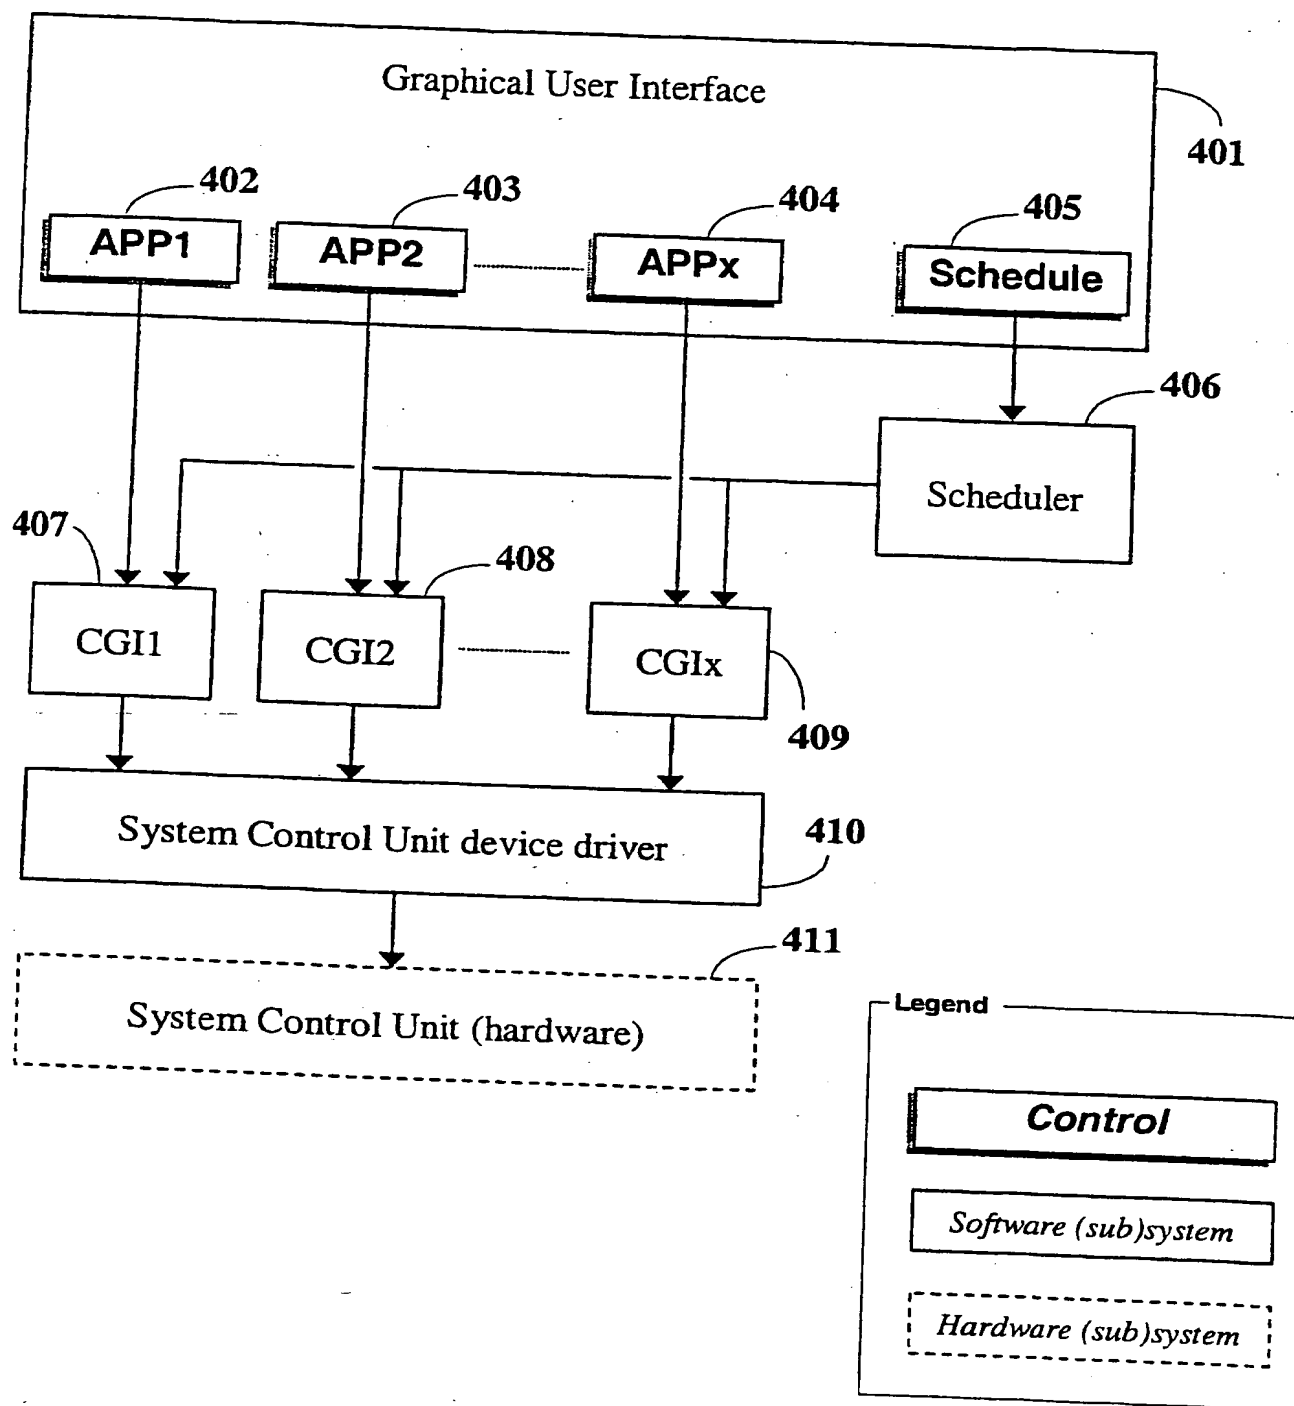 Graphical User Interface
401
402
403
404
405
APP1
APP2
APPx
Schedule
406
Scheduler
407
408
CGI1
CGI2
CGIx
409
System Control Unit device driver
410
411
System Control Unit (hardware)
Legend
Control
Software (sub)system
Hardware (sub)system